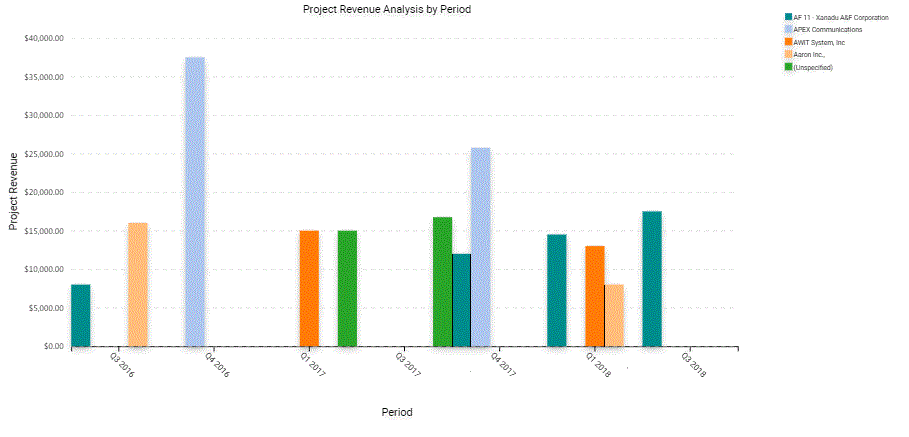 Project Revenue Analysis by Period
AF 11 - Xanadu A&F Corporation
APEX Communications
AWIT System, Inc
Aaron Inc.,
(Unspecified)
$40,000.00
$35,000.00
$30,000.00
$25,000.00
$20,000.00
$15,000.00
$10,000.00
$5,000.00
$0.00
Project Revenue
Q3 2016
Q4 2016
Q1 2017
Q3 2017
Q4 2017
Q1 2018
Q3 2018
Period